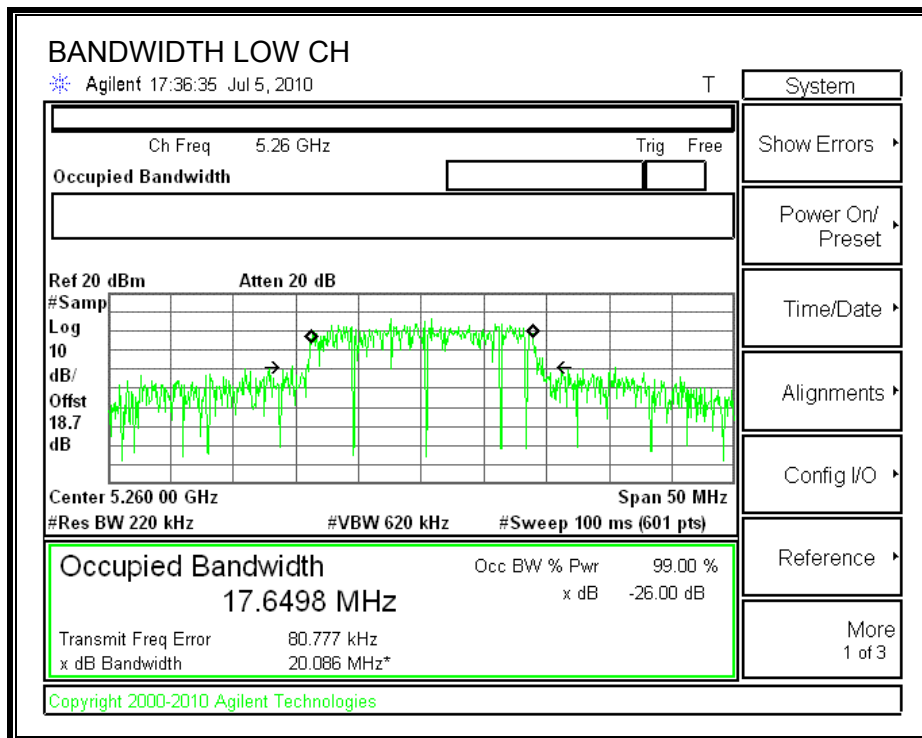 BANDWIDTH LOW CH
Agilent 17:36:35 Jul 5, 2010 T
System
Ch Freq 5.26 GHz Trig Free
Show Errors
Occupied Bandwidth
Power On/
Preset
Ref 20 dBm Atten 20 dB
#Samp
Log
10
dB/
Offst
18.7
dB
Time/Date
Alignments
Config I/O
Center 5.260 00 GHz Span 50 MHz
#Res BW 220 kHz #VBW 620 kHz #Sweep 100 ms (601 pts)
Occupied Bandwidth Occ BW % Pwr 99.00 %
17.6498 MHz x dB -26.00 dB
Reference
Transmit Freq Error 80.777 kHz
x dB Bandwidth 20.086 MHz*
More
1 of 3
Copyright 2000-2010 Agilent Technologies